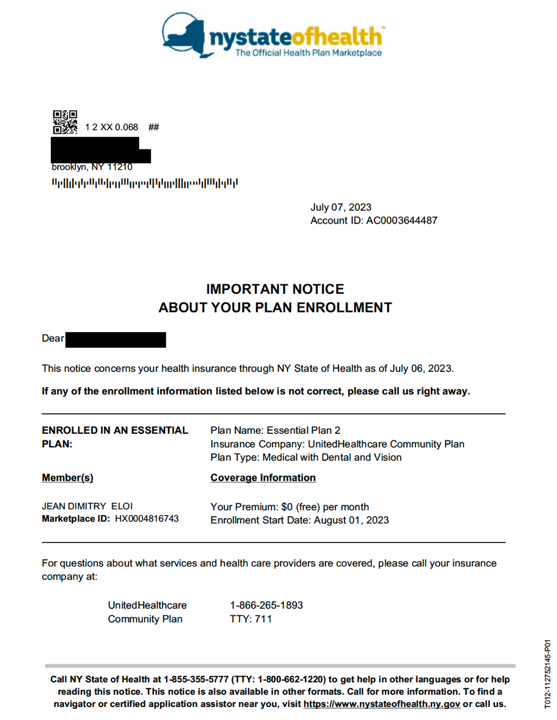 nystateofhealth™
The Official Health Plan Marketplace
1 2 XX 0.068 ##
brooklyn, NY 11210
July 07, 2023
Account ID: AC0003644487
IMPORTANT NOTICE
ABOUT YOUR PLAN ENROLLMENT
Dear
This notice concerns your health insurance through NY State of Health as of July 06, 2023.
If any of the enrollment information listed below is not correct, please call us right away.
ENROLLED IN AN ESSENTIAL
PLAN:
Plan Name: Essential Plan 2
Insurance Company: UnitedHealthcare Community Plan
Plan Type: Medical with Dental and Vision
Member(s)
Coverage Information
JEAN DIMITRY ELOI
Marketplace ID: HX0004816743
Your Premium: $0 (free) per month
Enrollment Start Date: August 01, 2023
For questions about what services and health care providers are covered, please call your insurance
company at:
UnitedHealthcare
Community Plan
1-866-265-1893
TTY: 711
Call NY State of Health at 1-855-355-5777 (TTY: 1-800-662-1220) to get help in other languages or for help
reading this notice. This notice is also available in other formats. Call for more information. To find a
navigator or certified application assistor near you, visit https://www.nystateofhealth.ny.gov or call us.
T012-112752145-P01